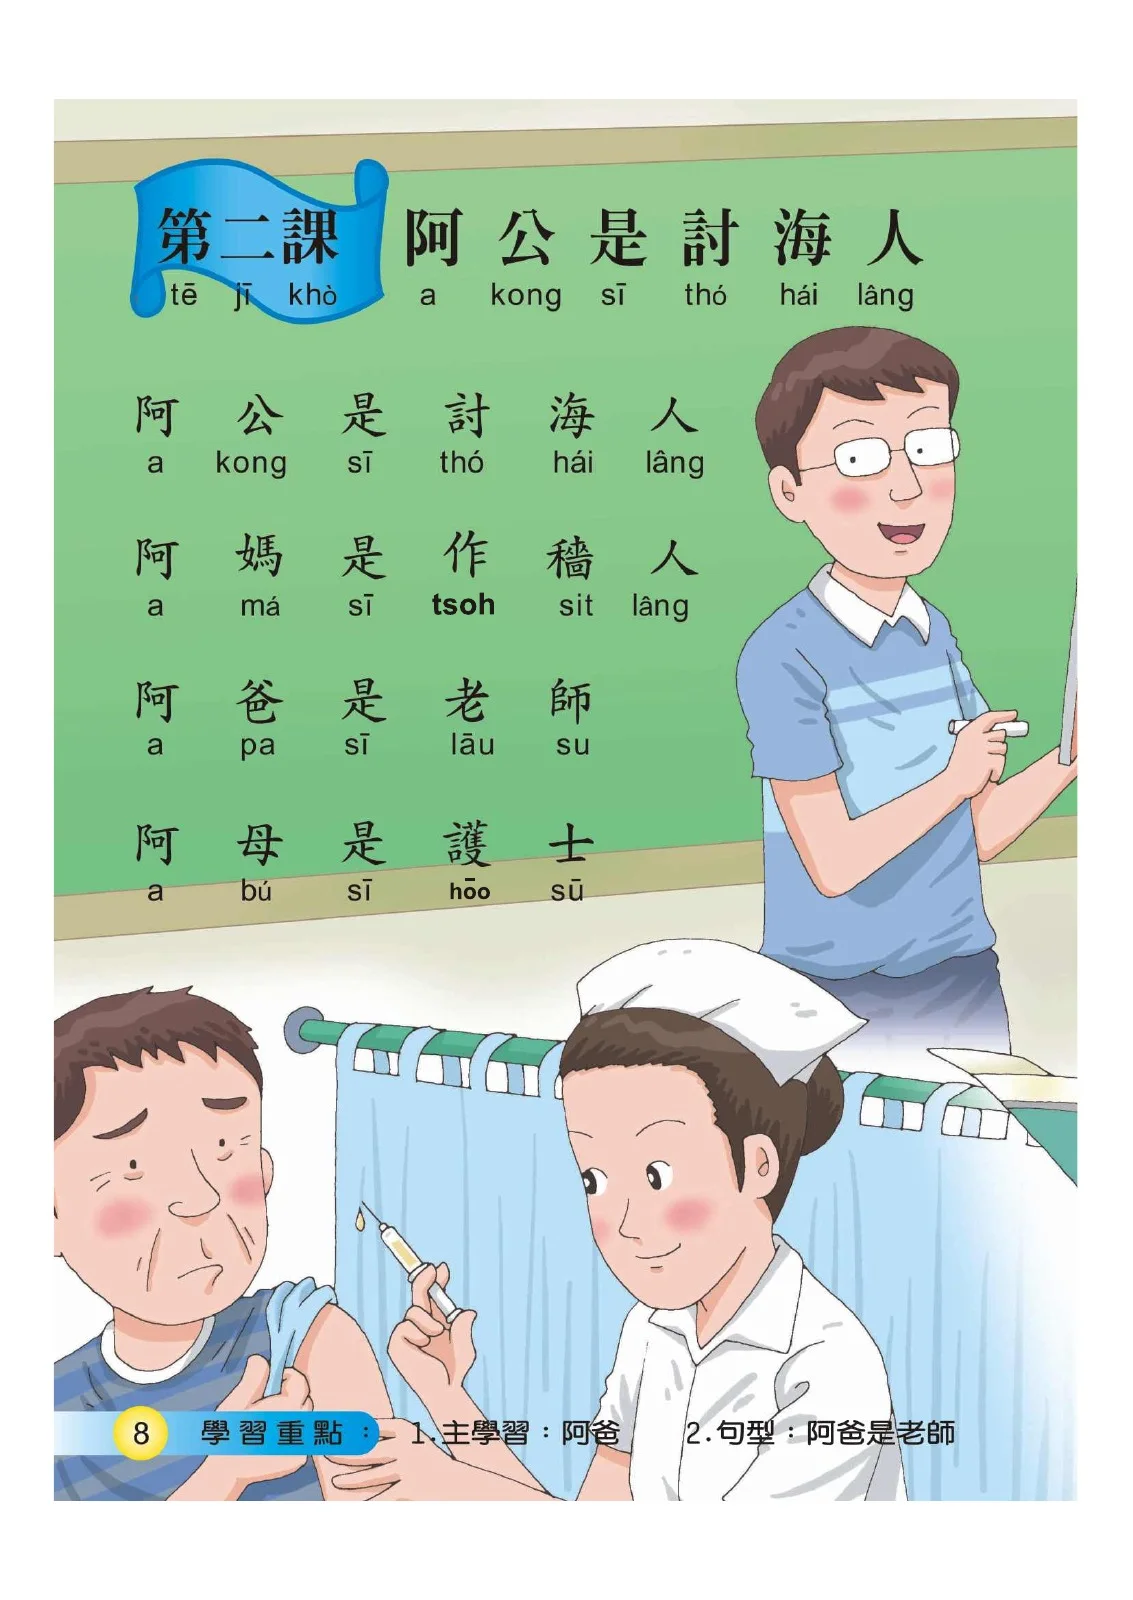 第二課 阿公是討海人
tē jī khò a kong sī thó hái lâng
阿公是討海人
a kong sī thó hái lâng
阿媽是作穡人
a má sī tsoh sit lâng
阿爸是老師
a pa sī lāu su
阿母是護士
a bú sī hōo sū
8 學習重點： 1.主學習：阿爸 2.句型：阿爸是老師